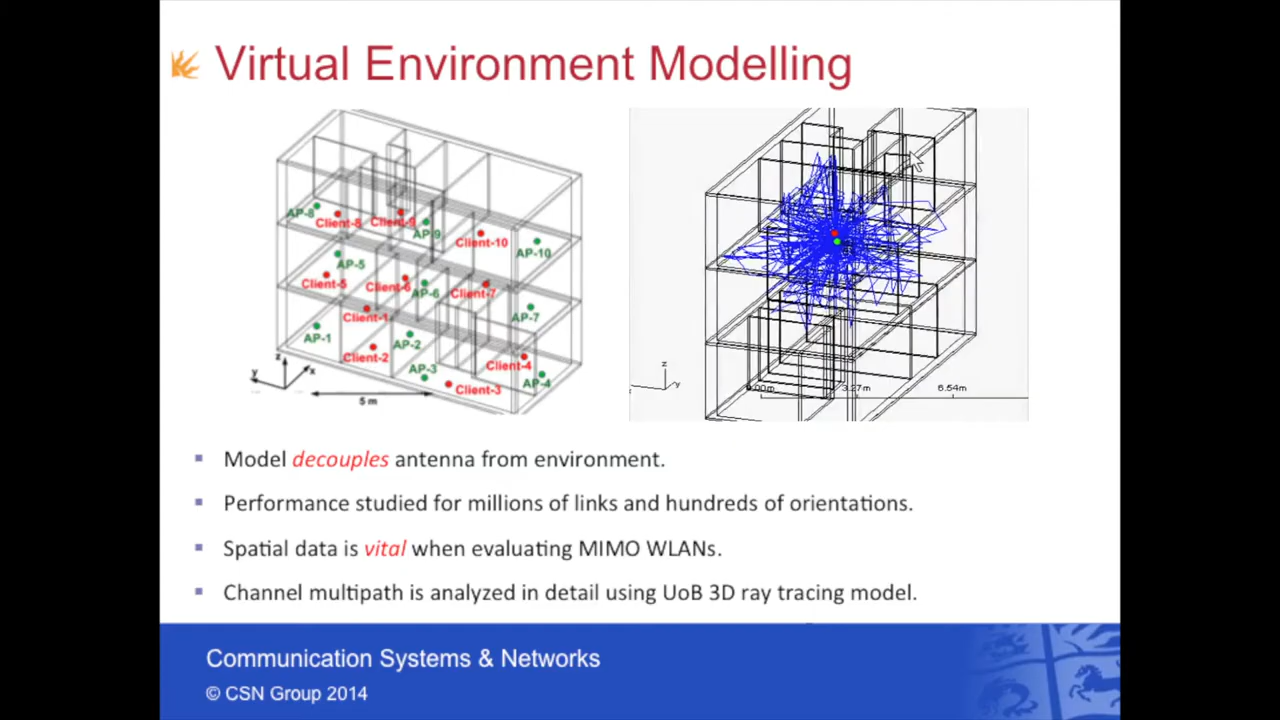 Virtual Environment Modelling
AP-8
Client-8
Client-9
AP-9
Client-10
AP-10
AP-5
Client-5
Client-6
AP-6
Client-7
Client-1
AP-7
AP-1
AP-2
Client-2
AP-3
Client-4
AP-4
Client-3
z
y
x
5 m
z
y
0.00m
3.27m
6.54m
▪ Model decouples antenna from environment.
▪ Performance studied for millions of links and hundreds of orientations.
▪ Spatial data is vital when evaluating MIMO WLANs.
▪ Channel multipath is analyzed in detail using UoB 3D ray tracing model.
Communication Systems & Networks
© CSN Group 2014